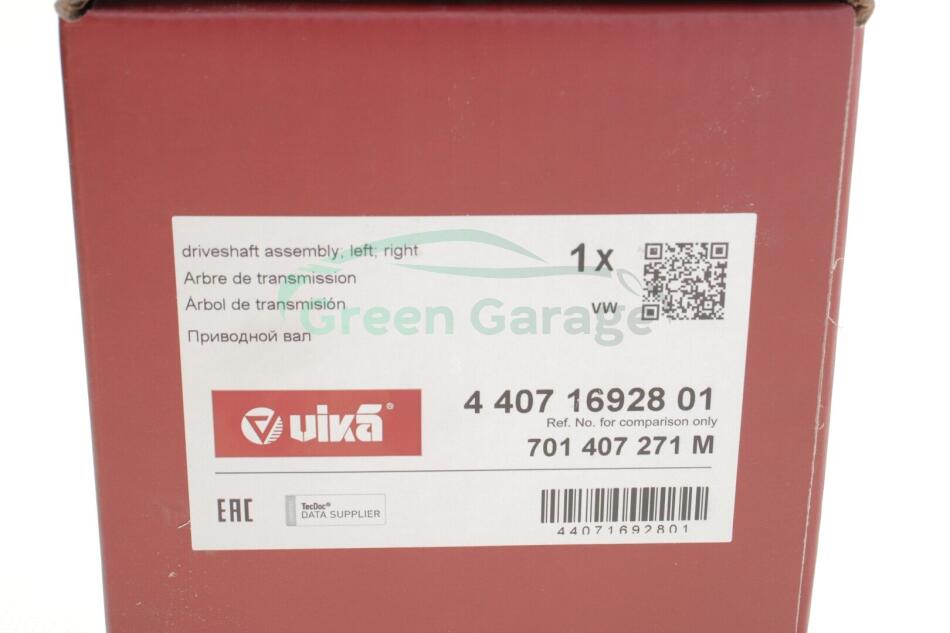 driveshaft assembly; left; right
1x
Arbre de transmission
Árbol de transmisión
vw
Green Garage
Приводной вал
vika®
4 407 16928 01
Ref. No. for comparison only
701 407 271 M
EAC
TecDoc®
DATA SUPPLIER
44071692801